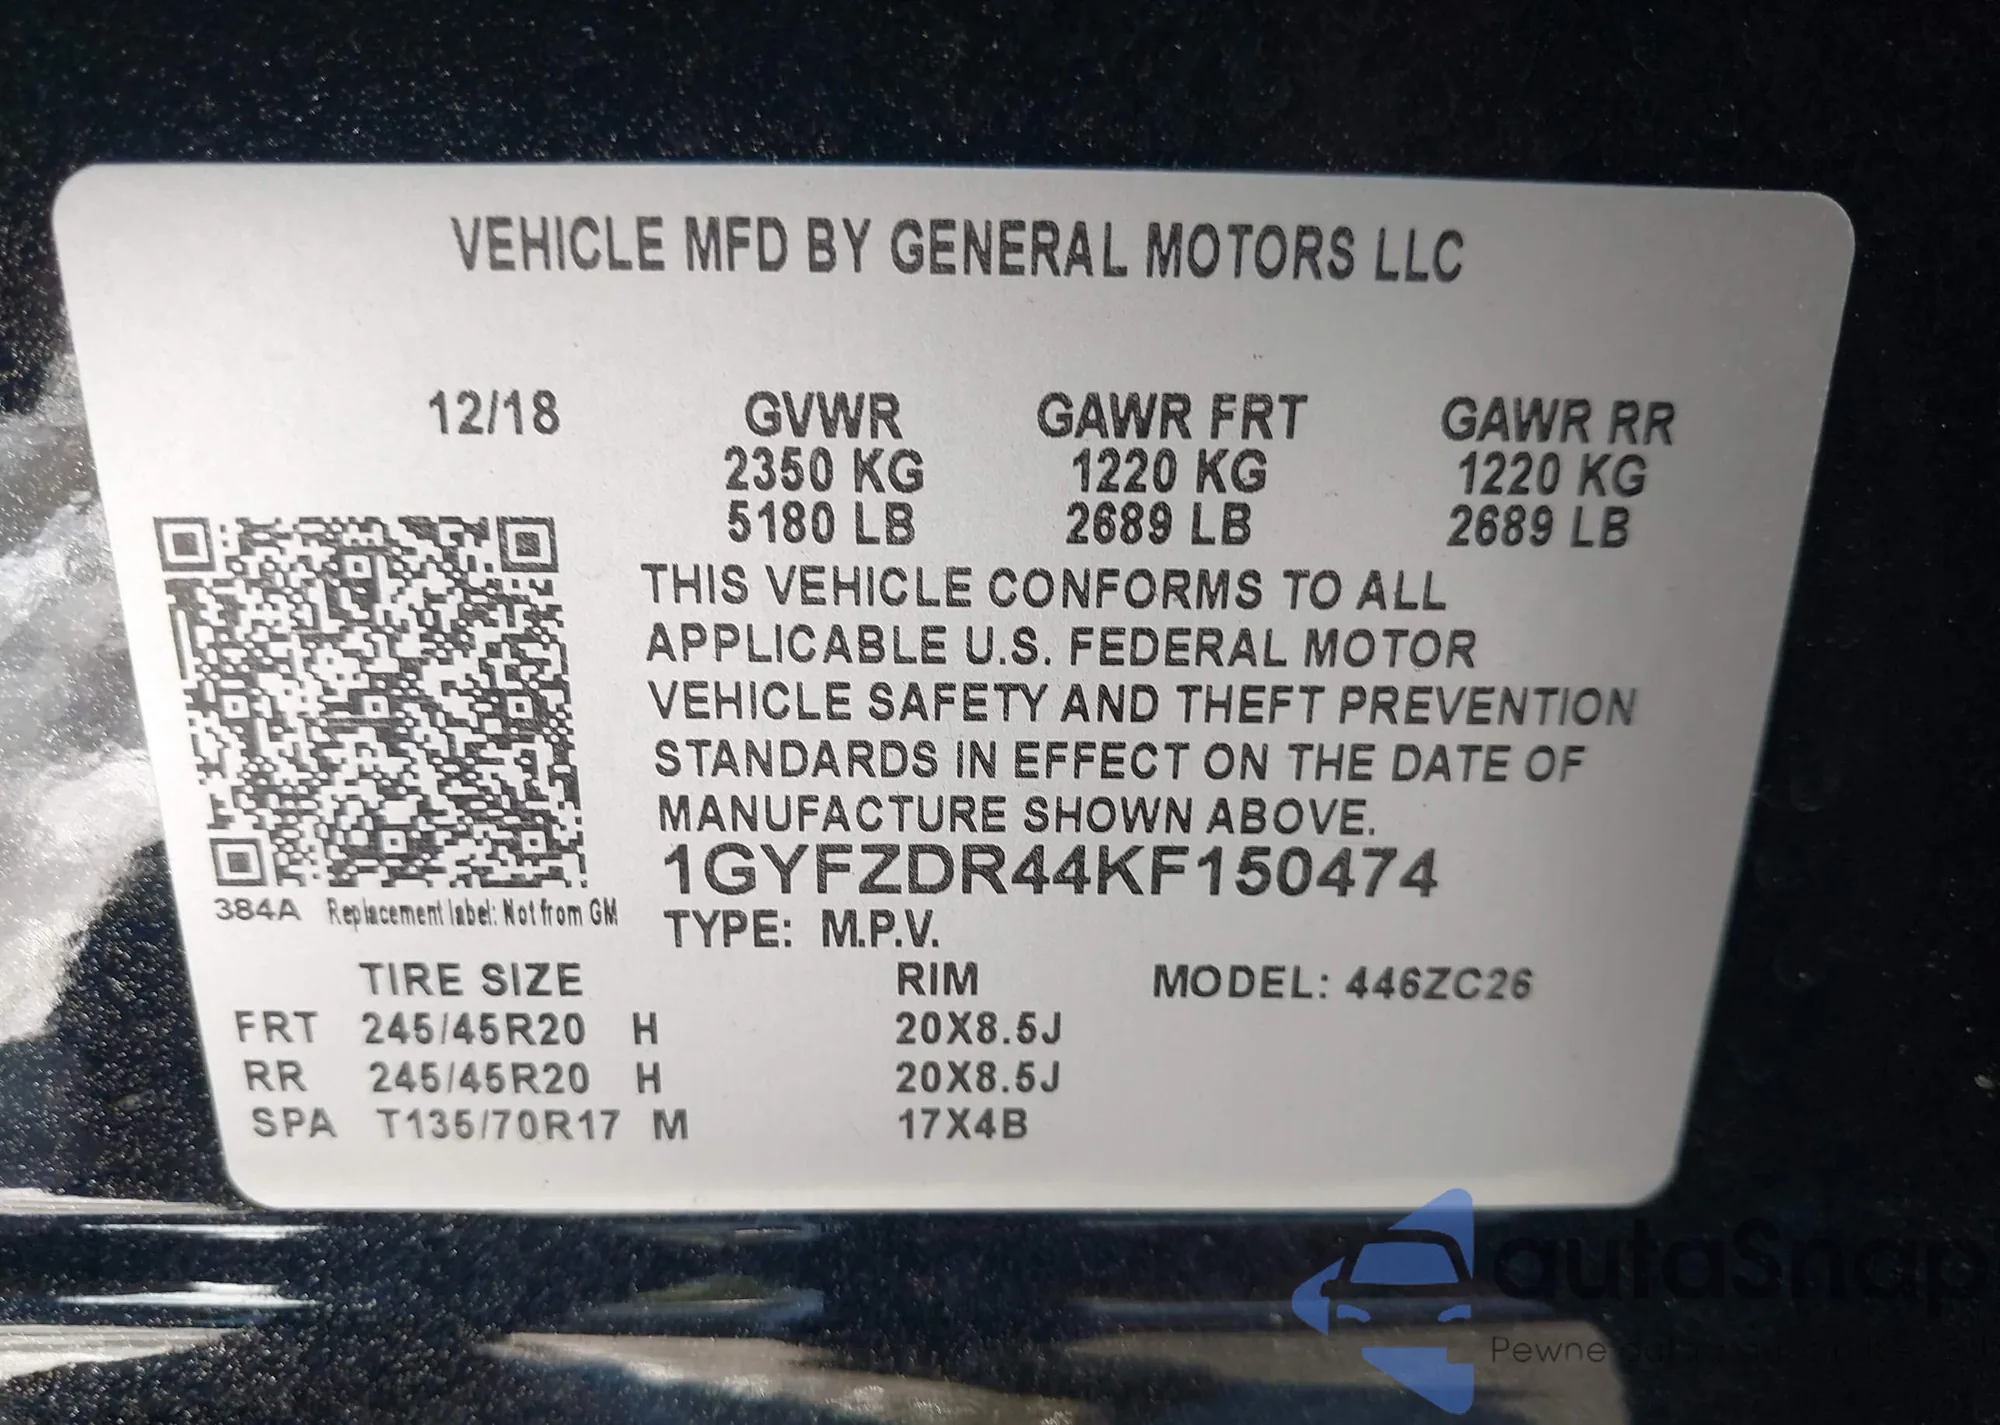 VEHICLE MFD BY GENERAL MOTORS LLC
12/18 GVWR GAWR FRT GAWR RR
2350 KG 1220 KG 1220 KG
5180 LB 2689 LB 2689 LB
THIS VEHICLE CONFORMS TO ALL
APPLICABLE U.S. FEDERAL MOTOR
VEHICLE SAFETY AND THEFT PREVENTION
STANDARDS IN EFFECT ON THE DATE OF
MANUFACTURE SHOWN ABOVE.
1GYFZDR44KF150474
384A Replacement label: Not from GM
TYPE: M.P.V.
TIRE SIZE RIM MODEL: 446ZC26
FRT 245/45R20 H 20X8.5J
RR 245/45R20 H 20X8.5J
SPA T135/70R17 M 17X4B
autaSnap
Pewne auta